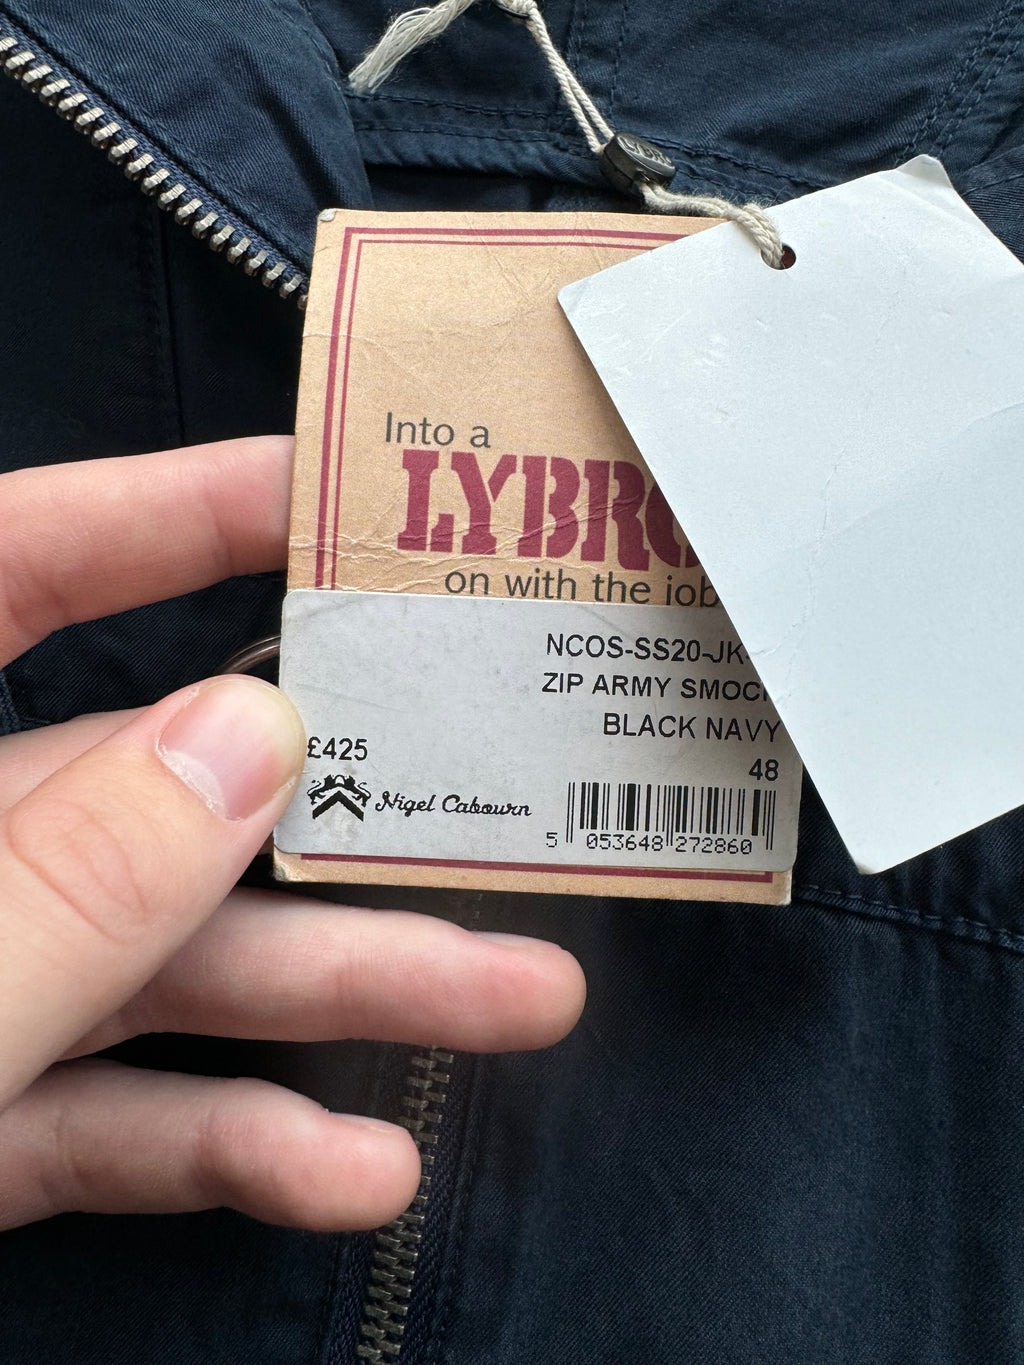 LYBRO
Into a
LYBRO
on with the job
NCOS-SS20-JK-
ZIP ARMY SMOCK
BLACK NAVY
£425
48
Nigel Cabourn
5 053648 272860